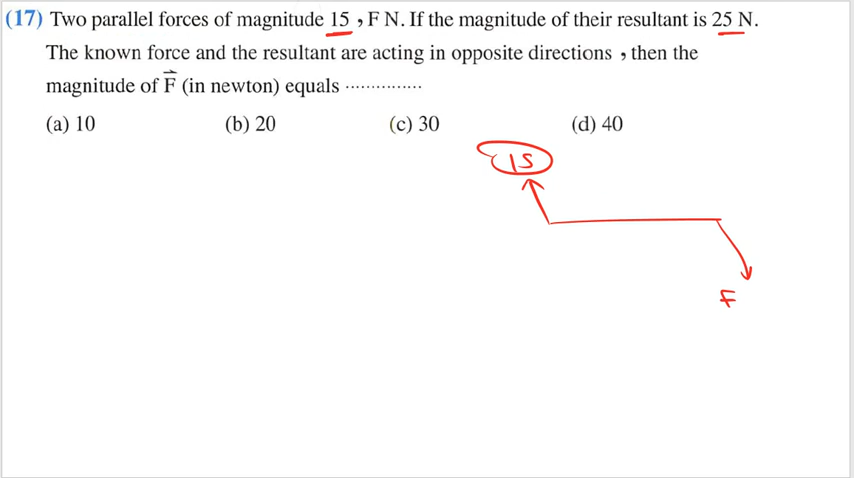 (17) Two parallel forces of magnitude 15 , F N. If the magnitude of their resultant is 25 N.
The known force and the resultant are acting in opposite directions , then the
magnitude of F⃗ (in newton) equals ...............
(a) 10 (b) 20 (c) 30 (d) 40
15
F